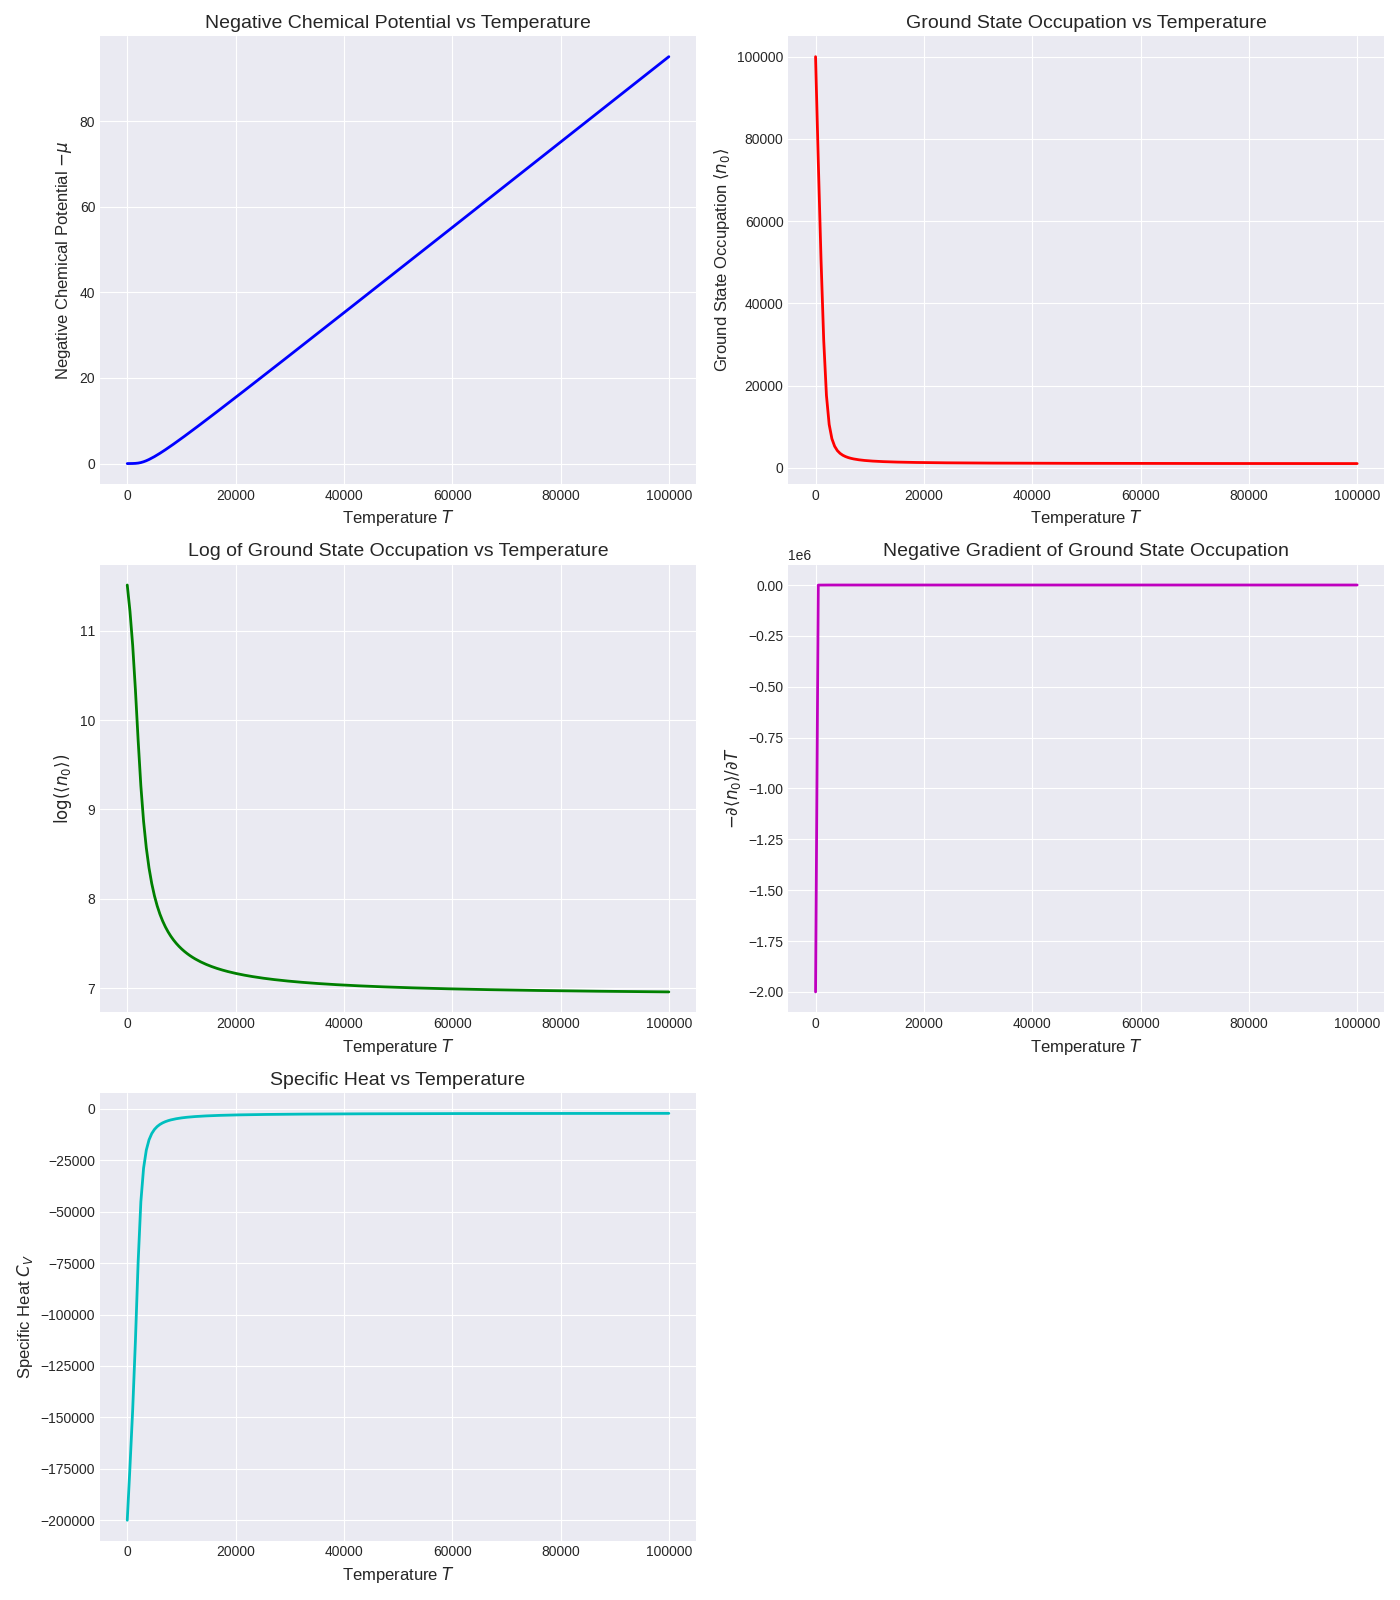 Negative Chemical Potential vs Temperature
Negative Chemical Potential −μ
80
60
40
20
0
0 20000 40000 60000 80000 100000
Temperature T
Ground State Occupation vs Temperature
Ground State Occupation ⟨n₀⟩
100000
80000
60000
40000
20000
0
0 20000 40000 60000 80000 100000
Temperature T
Log of Ground State Occupation vs Temperature
log(⟨n₀⟩)
11
10
9
8
7
0 20000 40000 60000 80000 100000
Temperature T
Negative Gradient of Ground State Occupation
1e6
−∂⟨n₀⟩/∂T
0.00
−0.25
−0.50
−0.75
−1.00
−1.25
−1.50
−1.75
−2.00
0 20000 40000 60000 80000 100000
Temperature T
Specific Heat vs Temperature
Specific Heat C_V
0
−25000
−50000
−75000
−100000
−125000
−150000
−175000
−200000
0 20000 40000 60000 80000 100000
Temperature T